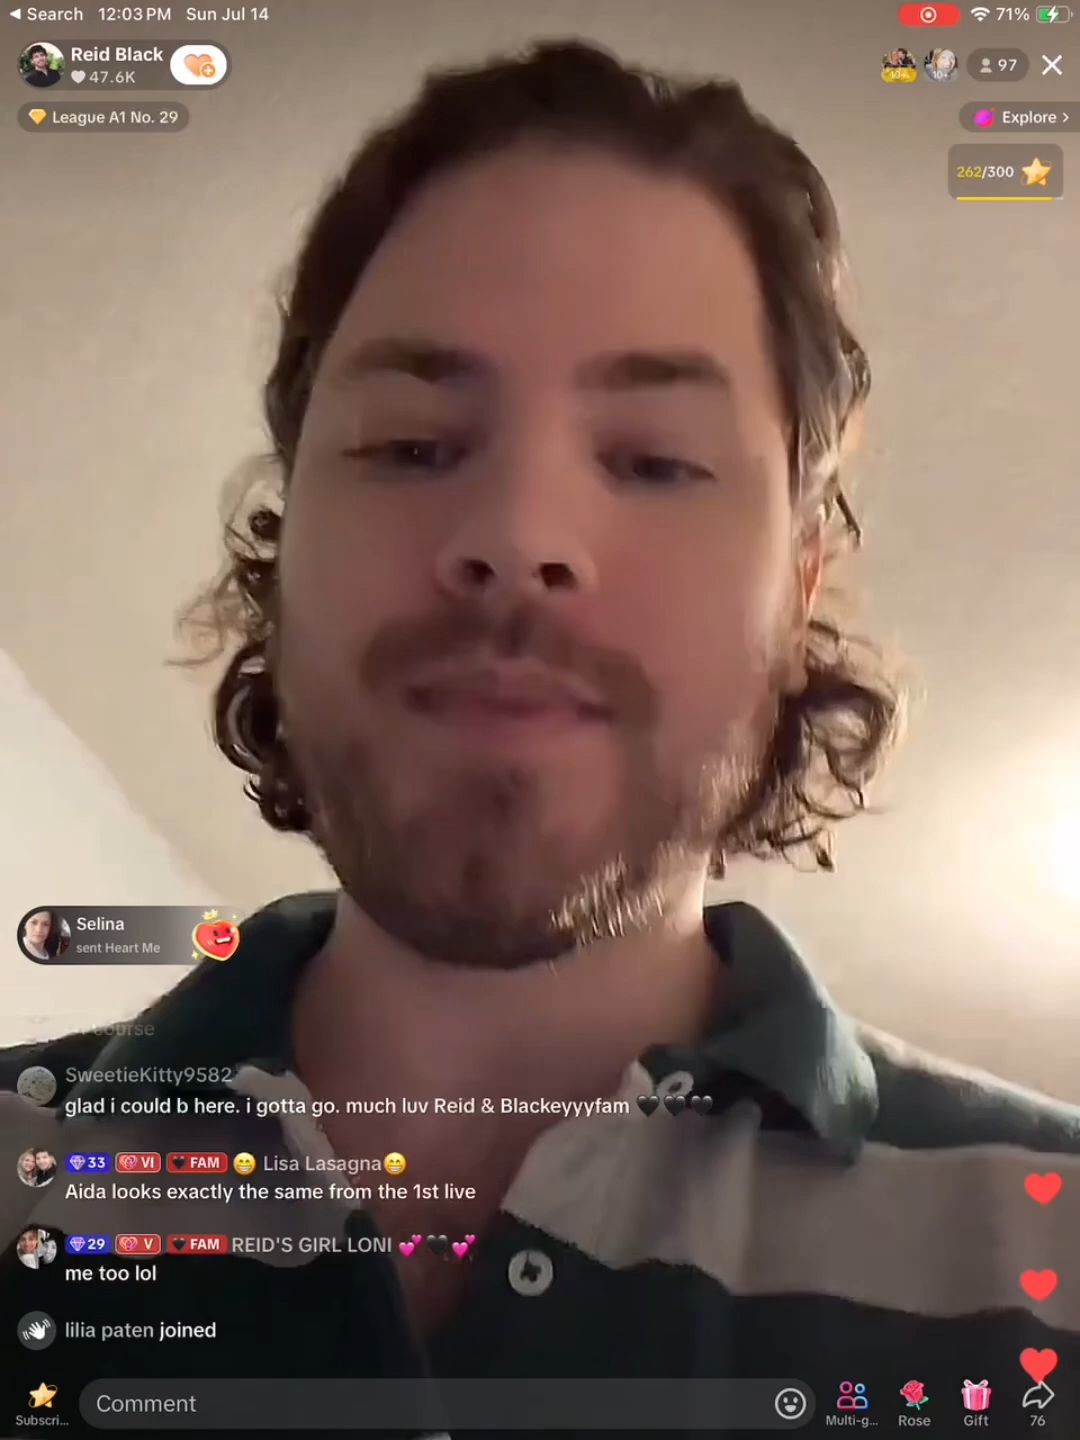 Search 12:03 PM Sun Jul 14 71%
Reid Black
47.6K
10+ 10+ 97
League A1 No. 29
Explore
262/300
Selina
sent Heart Me
course
SweetieKitty9582
glad i could b here. i gotta go. much luv Reid & Blackeyyyfam 🖤🖤🖤
33 VI FAM 😁 Lisa Lasagna😁
Aida looks exactly the same from the 1st live
29 V FAM REID'S GIRL LONI 💕🖤💕
me too lol
lilia paten joined
Comment
Subscri... Multi-g... Rose Gift 76